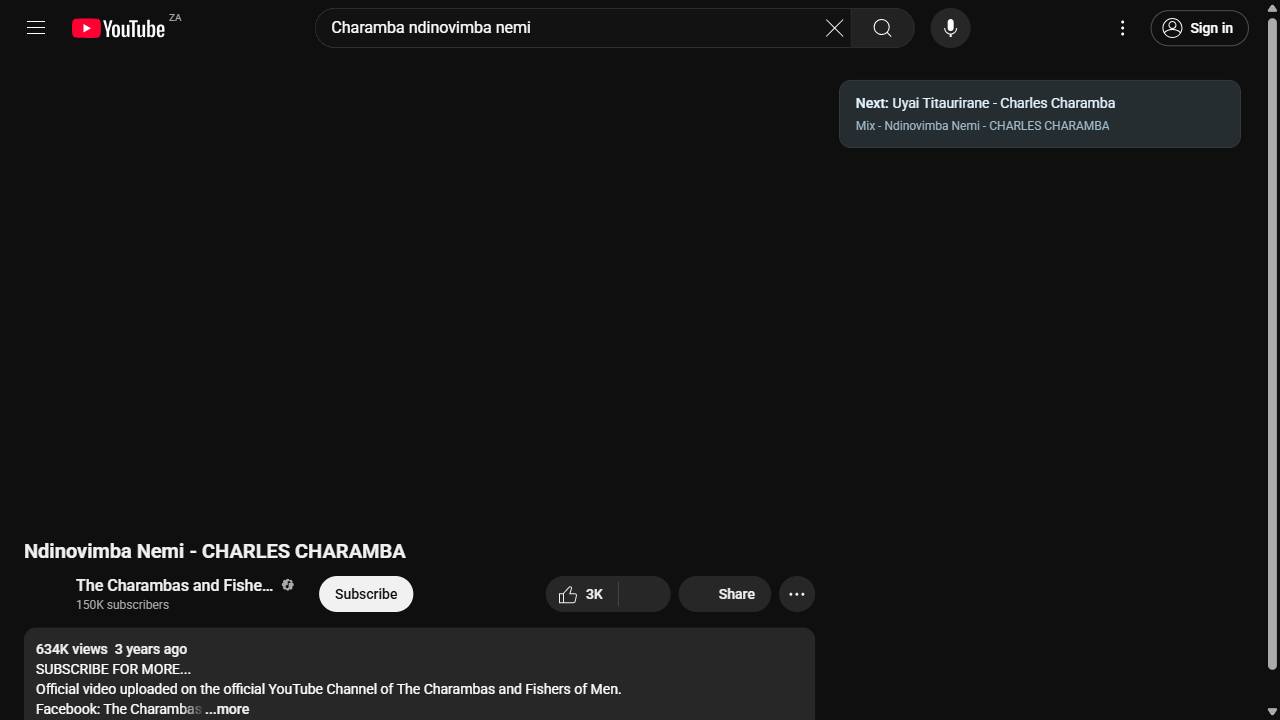 YouTube ZA
Charamba ndinovimba nemi
Sign in
Next: Uyai Titaurirane - Charles Charamba
Mix - Ndinovimba Nemi - CHARLES CHARAMBA
Ndinovimba Nemi - CHARLES CHARAMBA
The Charambas and Fishe...
150K subscribers
Subscribe
3K
Share
634K views 3 years ago
SUBSCRIBE FOR MORE...
Official video uploaded on the official YouTube Channel of The Charambas and Fishers of Men.
Facebook: The Charambas ...more